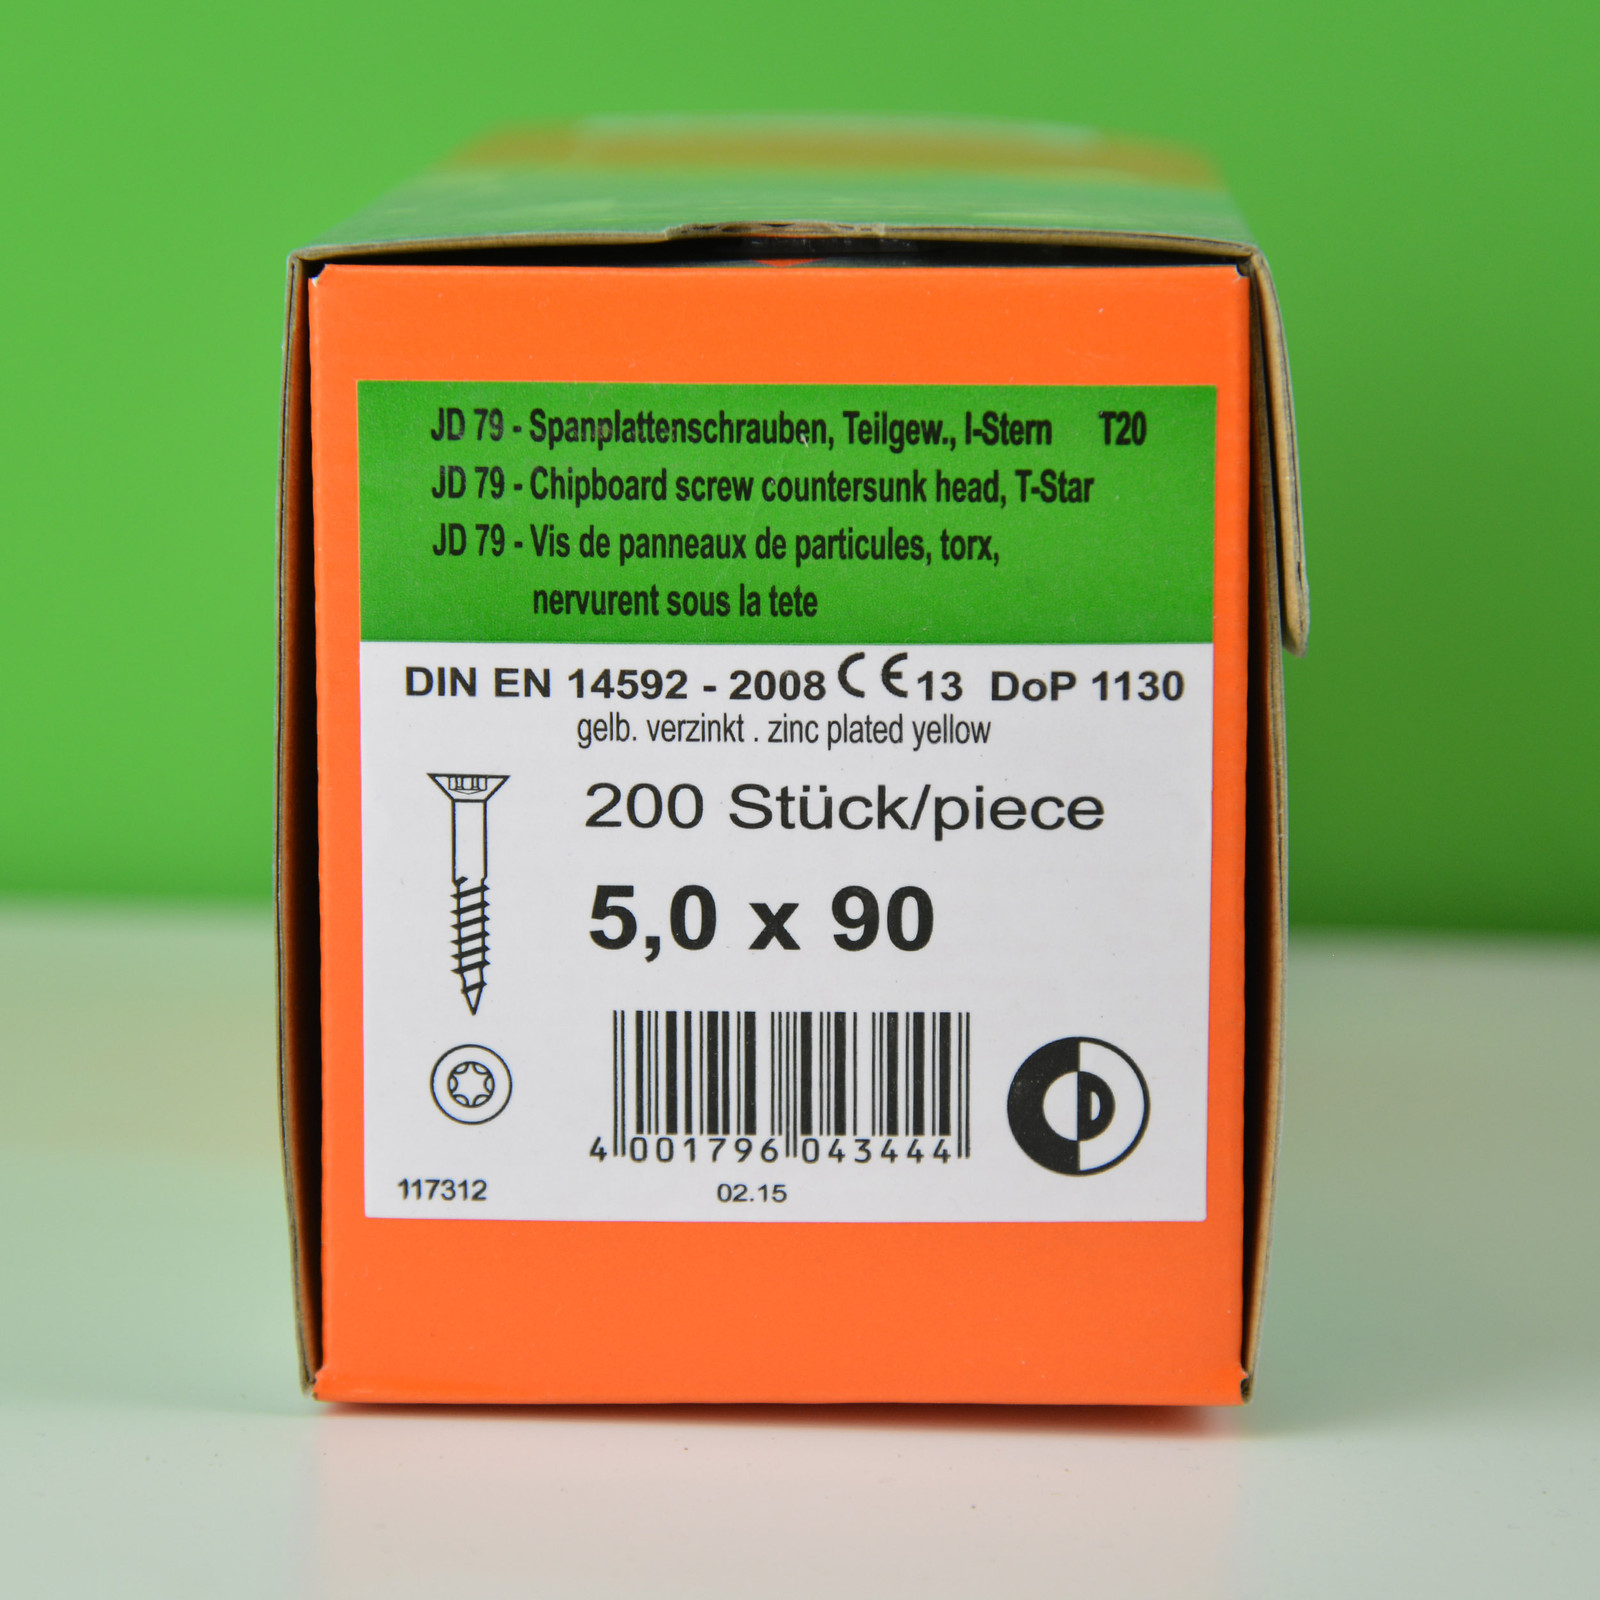 JD 79 - Spanplattenschrauben, Teilgew., I-Stern T20
JD 79 - Chipboard screw countersunk head, T-Star
JD 79 - Vis de panneaux de particules, torx,
nervurent sous la tete
DIN EN 14592 - 2008 CE 13 DoP 1130
gelb. verzinkt . zinc plated yellow
200 Stück/piece
5,0 x 90
4 001796 043444
117312
02.15